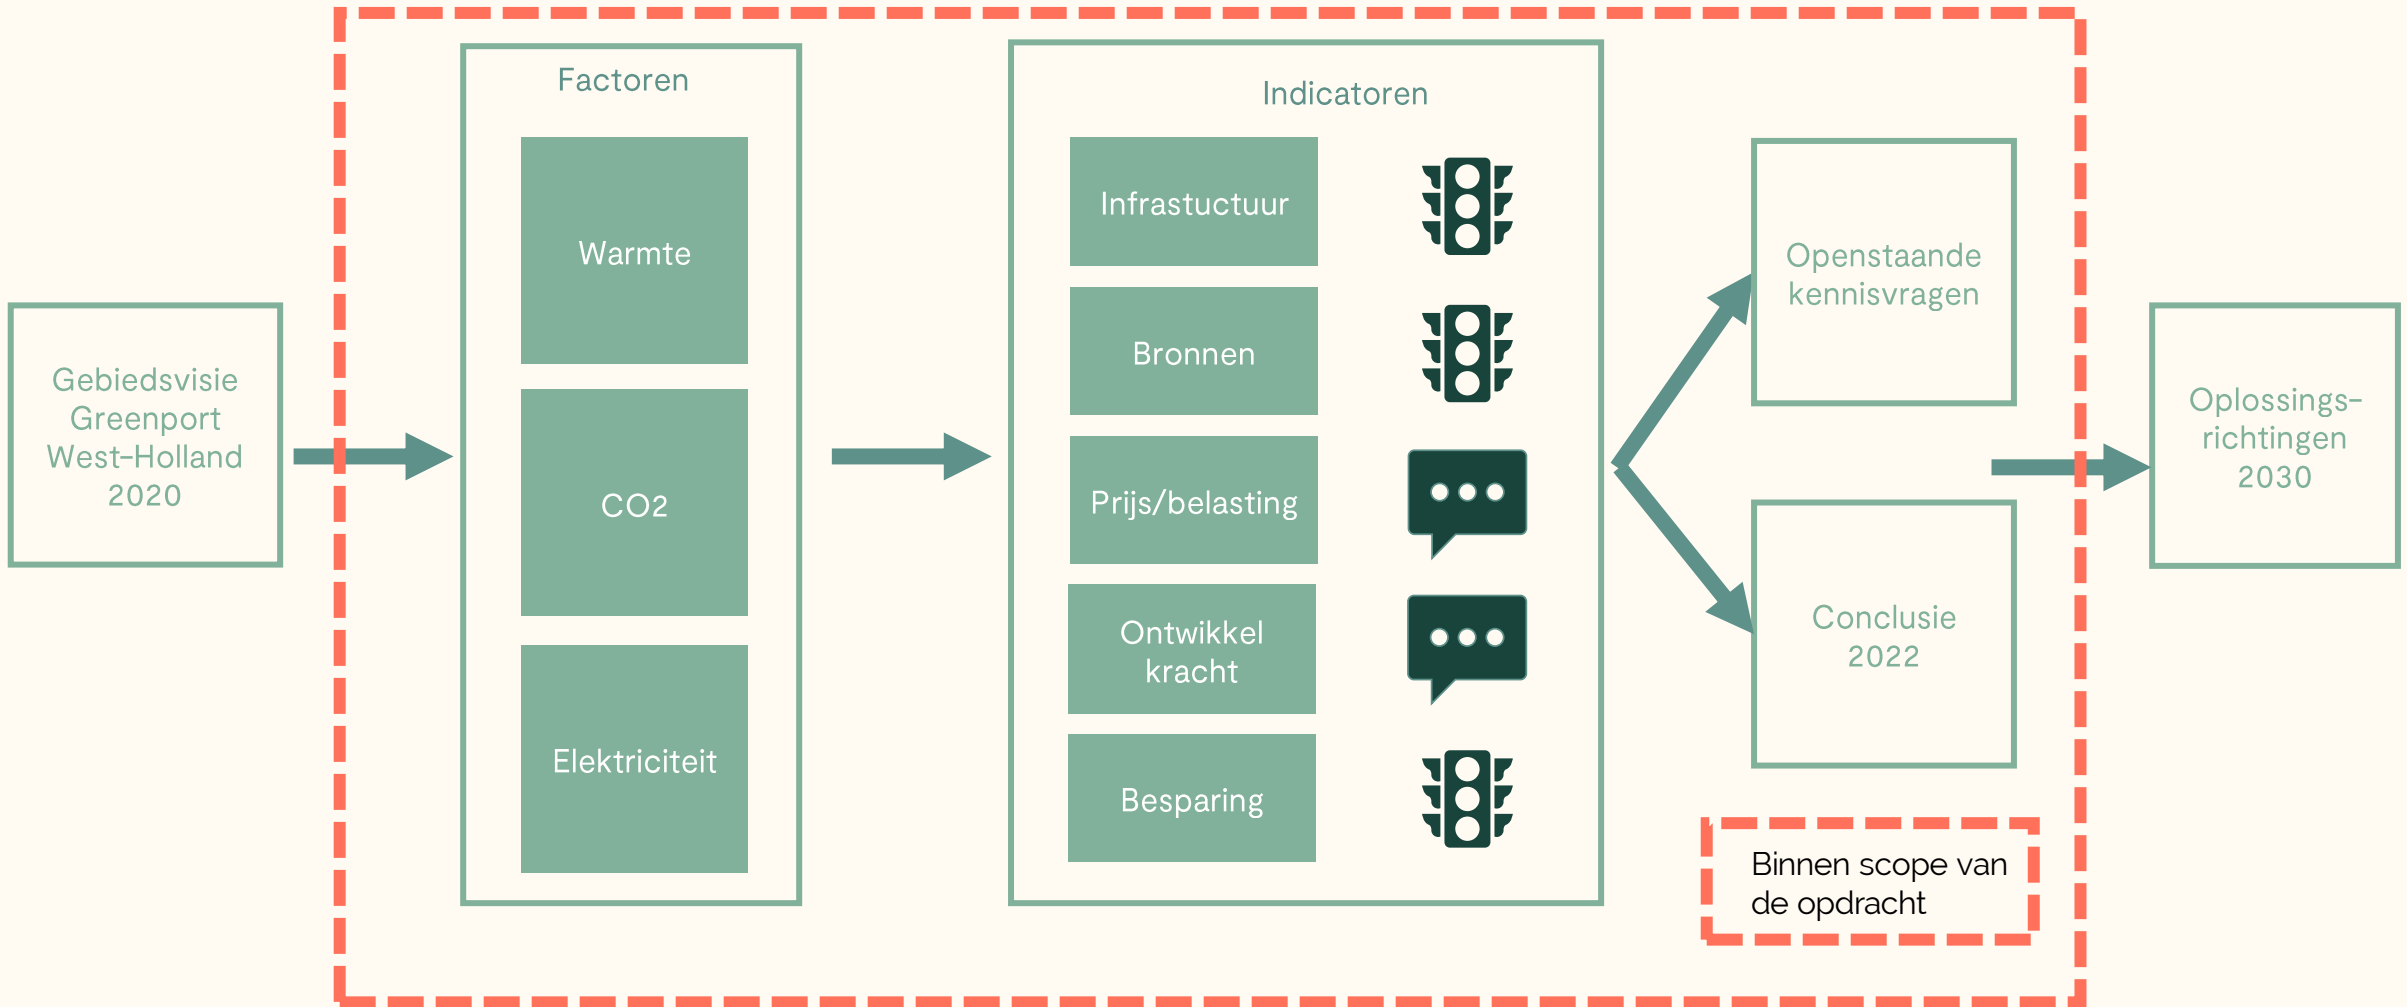 Gebiedsvisie
Greenport
West-Holland
2020
Factoren
Warmte
CO2
Elektriciteit
Indicatoren
Infrastuctuur
Bronnen
Prijs/belasting
Ontwikkel
kracht
Besparing
Openstaande
kennisvragen
Conclusie
2022
Binnen scope van
de opdracht
Oplossings-
richtingen
2030